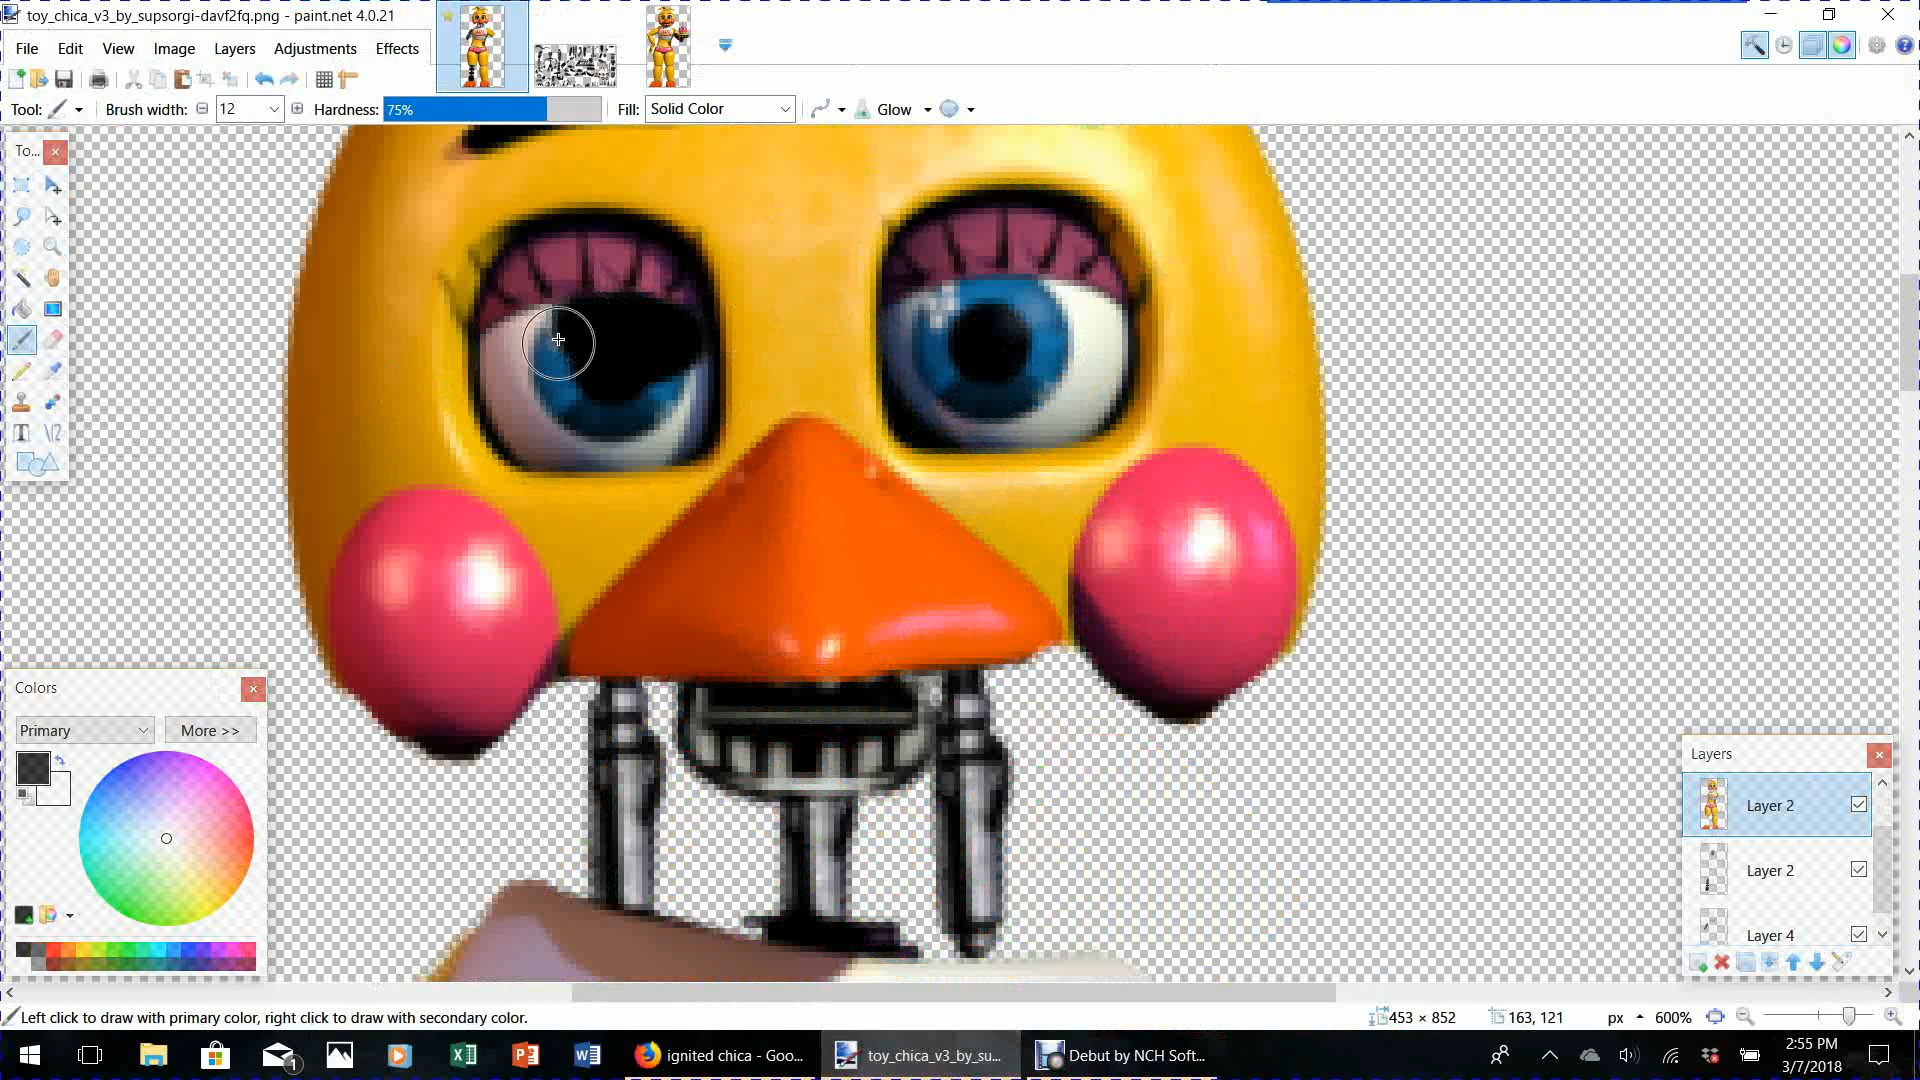 toy_chica_v3_by_supsorgi-davf2fq.png - paint.net 4.0.21
File Edit View Image Layers Adjustments Effects
Tool: Brush width: 12 Hardness: 75% Fill: Solid Color Glow
To...
Colors
Primary More >>
Layers
Layer 2
Layer 2
Layer 4
Left click to draw with primary color, right click to draw with secondary color. 453 × 852 163, 121 px 600%
1 ignited chica - Goo... toy_chica_v3_by_su... Debut by NCH Soft... 2:55 PM
3/7/2018